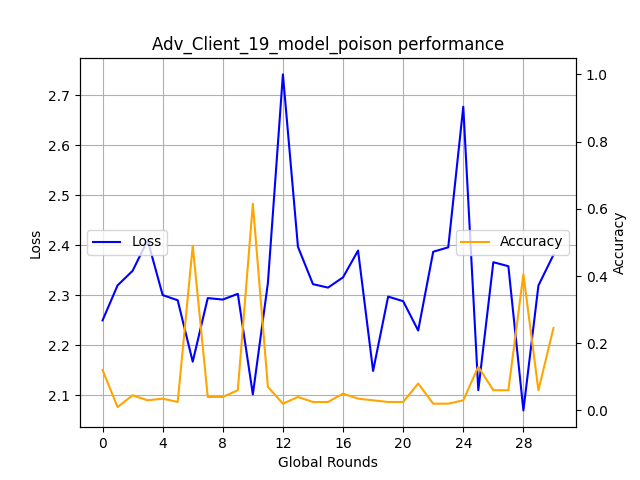 Adv_Client_19_model_poison performance
Loss
2.7
2.6
2.5
2.4
2.3
2.2
2.1
Loss
Accuracy
1.0
0.8
0.6
0.4
0.2
0.0
Accuracy
0 4 8 12 16 20 24 28
Global Rounds